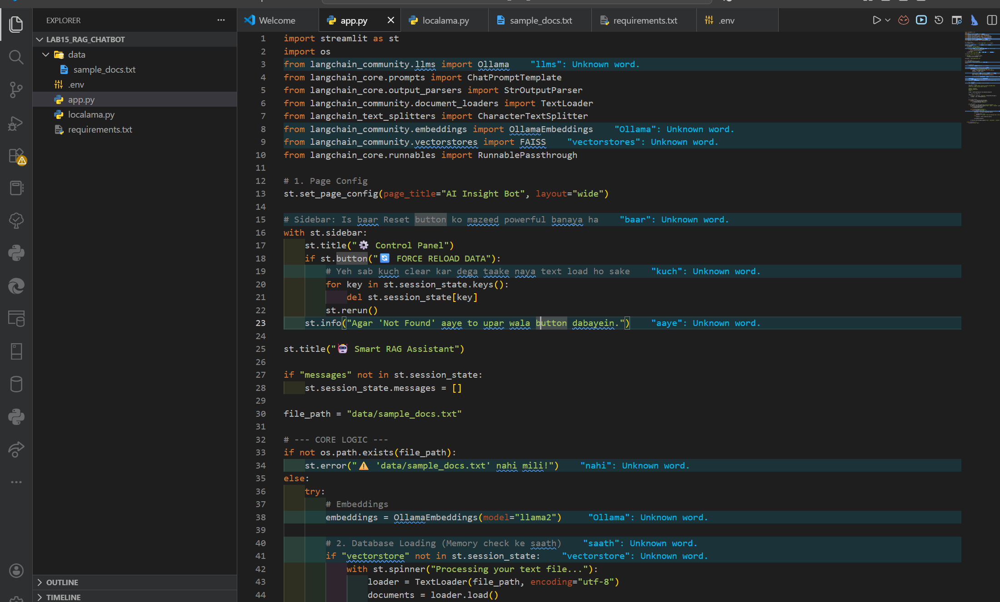 EXPLORER
LAB15_RAG_CHATBOT
data
sample_docs.txt
.env
app.py
localama.py
requirements.txt
OUTLINE
TIMELINE
Welcome
app.py
localama.py
sample_docs.txt
requirements.txt
.env
1 import streamlit as st
2 import os
3 from langchain_community.llms import Ollama "llms": Unknown word.
4 from langchain_core.prompts import ChatPromptTemplate
5 from langchain_core.output_parsers import StrOutputParser
6 from langchain_community.document_loaders import TextLoader
7 from langchain_text_splitters import CharacterTextSplitter
8 from langchain_community.embeddings import OllamaEmbeddings "Ollama": Unknown word.
9 from langchain_community.vectorstores import FAISS "vectorstores": Unknown word.
10 from langchain_core.runnables import RunnablePassthrough
11
12 # 1. Page Config
13 st.set_page_config(page_title="AI Insight Bot", layout="wide")
14
15 # Sidebar: Is baar Reset button ko mazeed powerful banaya ha "baar": Unknown word.
16 with st.sidebar:
17 st.title("⚙️ Control Panel")
18 if st.button("🔄 FORCE RELOAD DATA"):
19 # Yeh sab kuch clear kar dega taake naya text load ho sake "kuch": Unknown word.
20 for key in st.session_state.keys():
21 del st.session_state[key]
22 st.rerun()
23 st.info("Agar 'Not Found' aaye to upar wala button dabayein.") "aaye": Unknown word.
24
25 st.title("🤖 Smart RAG Assistant")
26
27 if "messages" not in st.session_state:
28 st.session_state.messages = []
29
30 file_path = "data/sample_docs.txt"
31
32 # --- CORE LOGIC ---
33 if not os.path.exists(file_path):
34 st.error("⚠️ 'data/sample_docs.txt' nahi mili!") "nahi": Unknown word.
35 else:
36 try:
37 # Embeddings
38 embeddings = OllamaEmbeddings(model="llama2") "Ollama": Unknown word.
39
40 # 2. Database Loading (Memory check ke saath) "saath": Unknown word.
41 if "vectorstore" not in st.session_state: "vectorstore": Unknown word.
42 with st.spinner("Processing your text file..."):
43 loader = TextLoader(file_path, encoding="utf-8")
44 documents = loader.load()